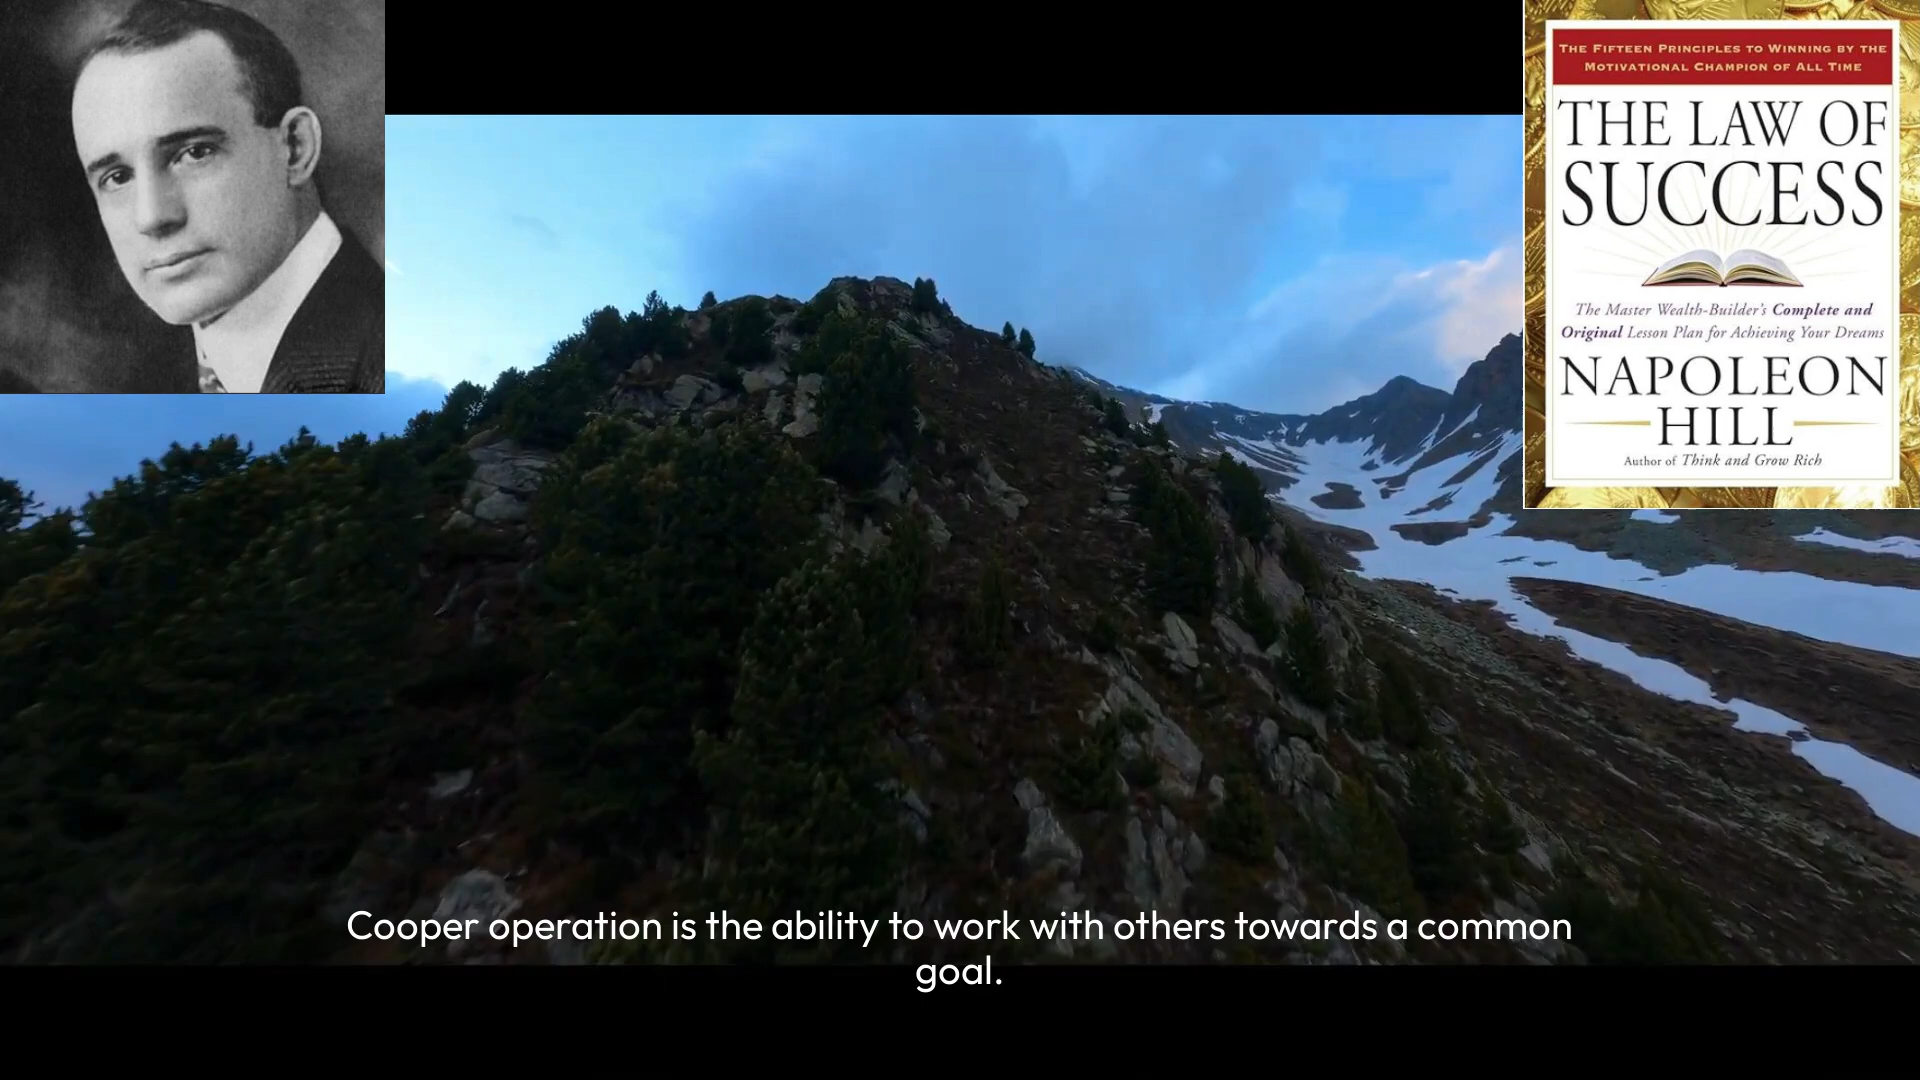 THE FIFTEEN PRINCIPLES TO WINNING BY THE
MOTIVATIONAL CHAMPION OF ALL TIME
THE LAW OF
SUCCESS
The Master Wealth-Builder's Complete and
Original Lesson Plan for Achieving Your Dreams
NAPOLEON
HILL
Author of Think and Grow Rich
Cooper operation is the ability to work with others towards a common
goal.